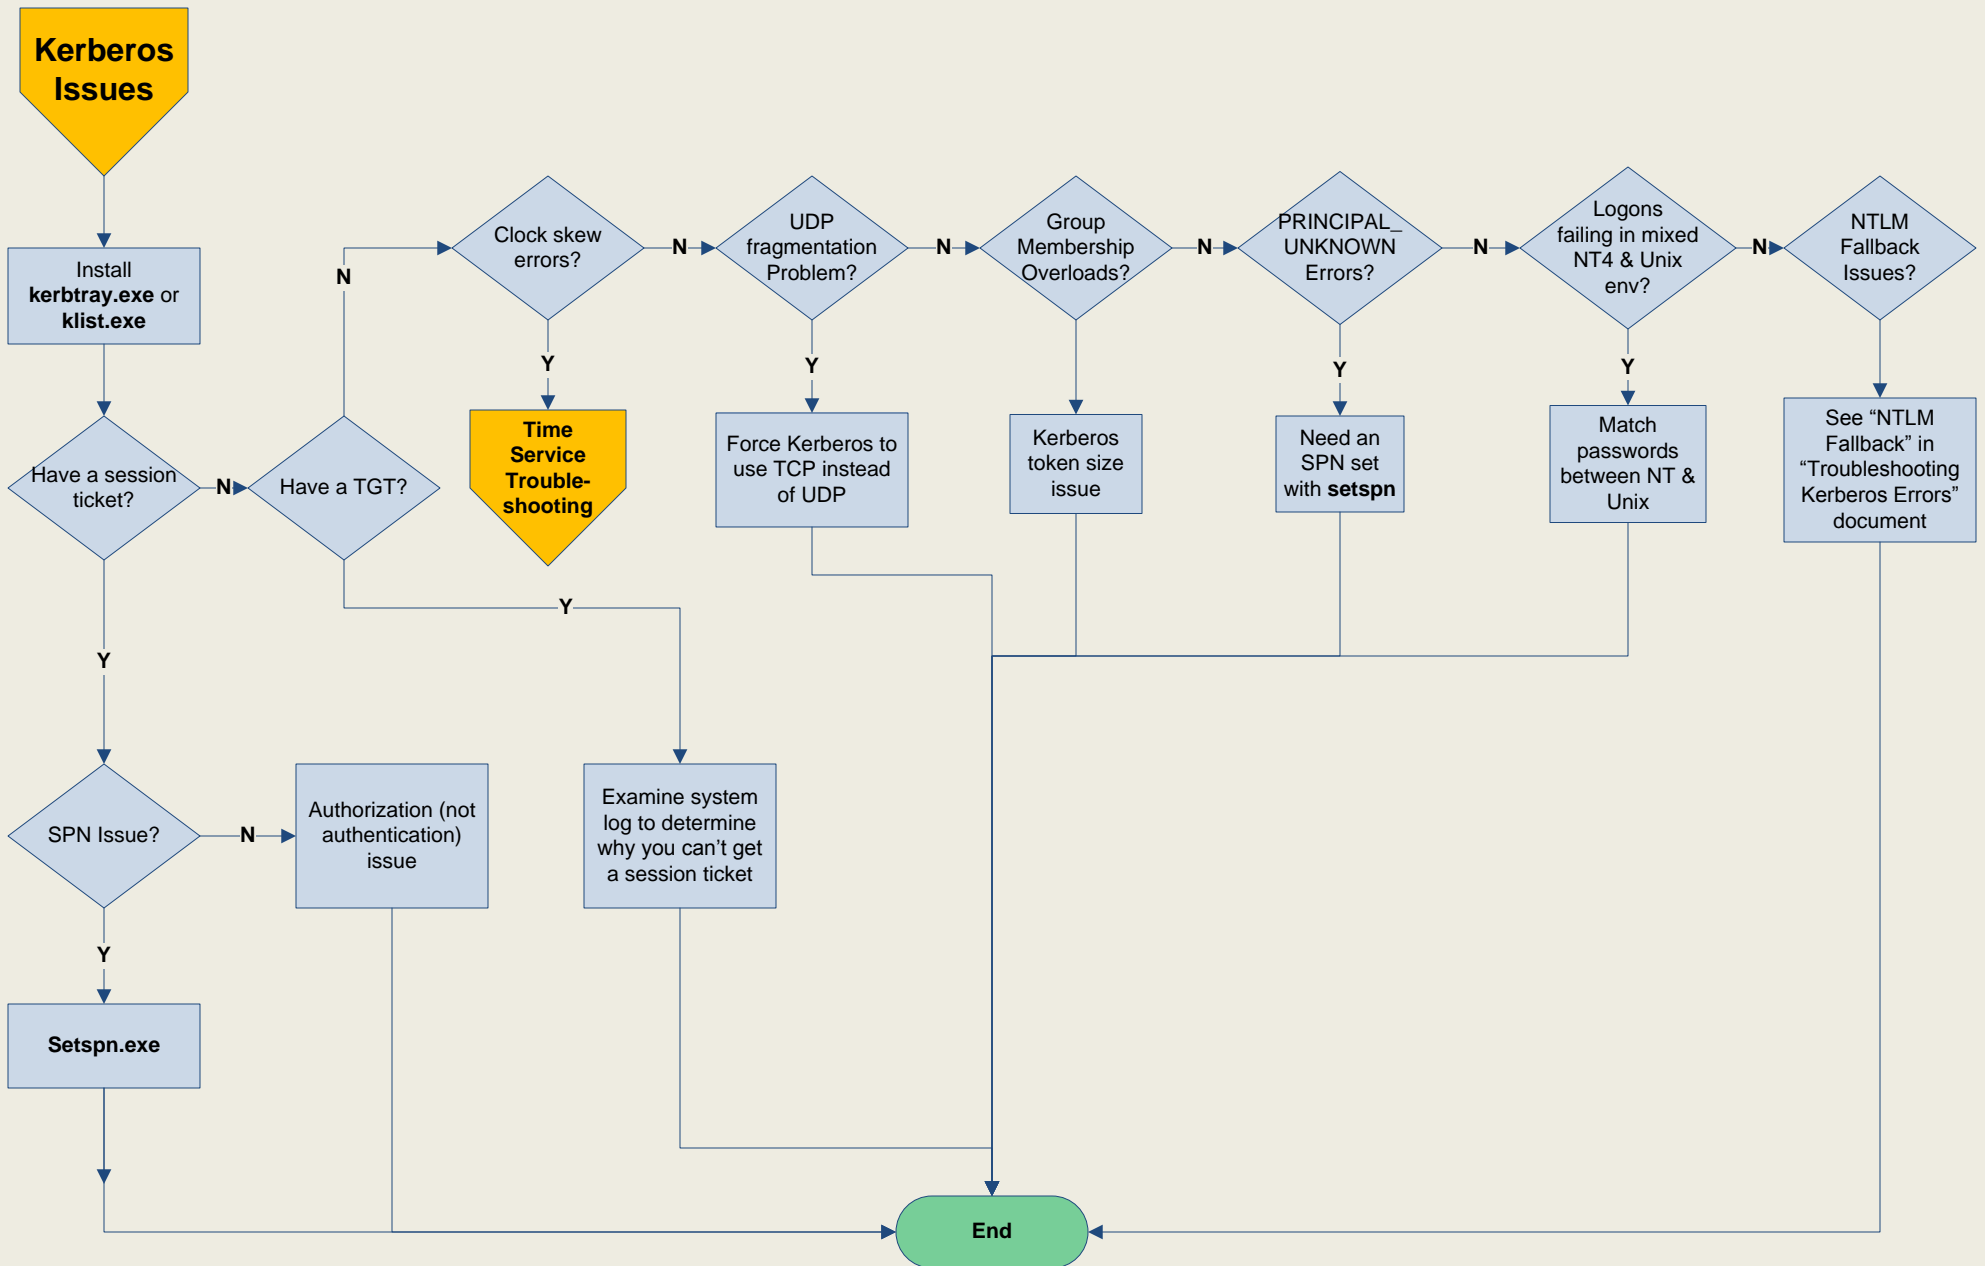 Kerberos
Issues
Install
kerbtray.exe or
klist.exe
Have a session
ticket?
N
Have a TGT?
N
Clock skew
errors?
N
UDP
fragmentation
Problem?
N
Group
Membership
Overloads?
N
PRINCIPAL_
UNKNOWN
Errors?
N
Logons
failing in mixed
NT4 & Unix
env?
N
NTLM
Fallback
Issues?
Y
Time
Service
Trouble-
shooting
Y
Force Kerberos to
use TCP instead
of UDP
Kerberos
token size
issue
Y
Need an
SPN set
with setspn
Y
Match
passwords
between NT &
Unix
See “NTLM
Fallback” in
“Troubleshooting
Kerberos Errors”
document
Y
Y
SPN Issue?
N
Authorization (not
authentication)
issue
Examine system
log to determine
why you can’t get
a session ticket
Y
Setspn.exe
End